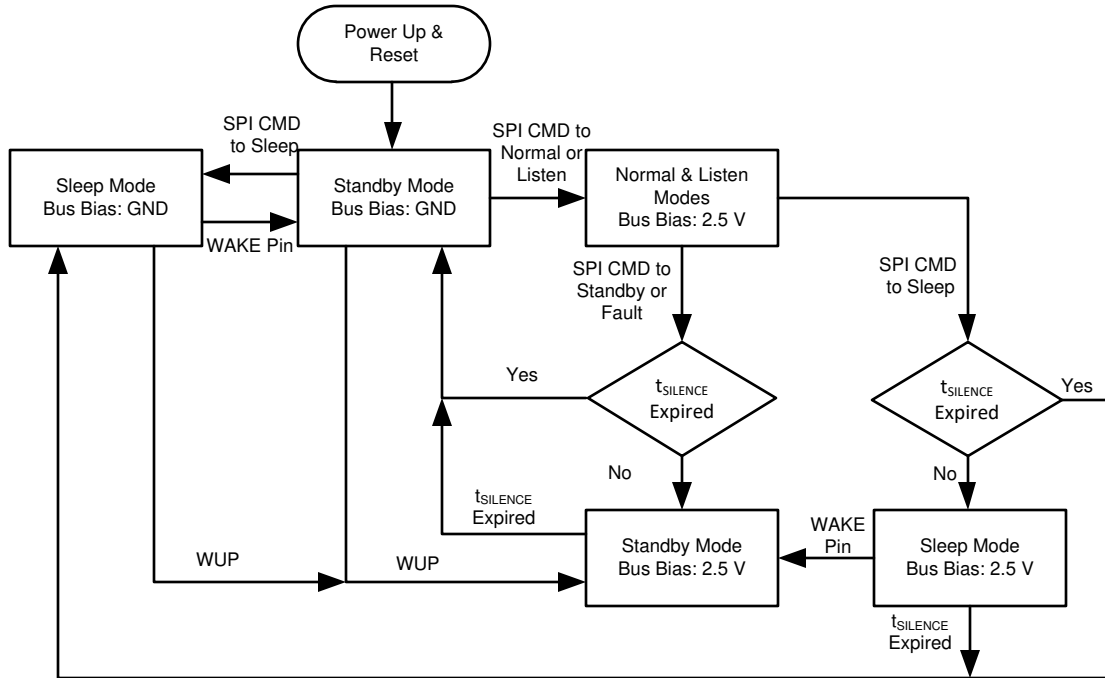 Power Up &
Reset
SPI CMD
to Sleep
SPI CMD to
Normal or
Listen
Sleep Mode
Bus Bias: GND
Standby Mode
Bus Bias: GND
Normal & Listen
Modes
Bus Bias: 2.5 V
WAKE Pin
SPI CMD to
Standby or
Fault
SPI CMD
to Sleep
Yes
tSILENCE
Expired
tSILENCE
Expired
Yes
No
No
tSILENCE
Expired
Standby Mode
Bus Bias: 2.5 V
WAKE
Pin
Sleep Mode
Bus Bias: 2.5 V
WUP
WUP
tSILENCE
Expired